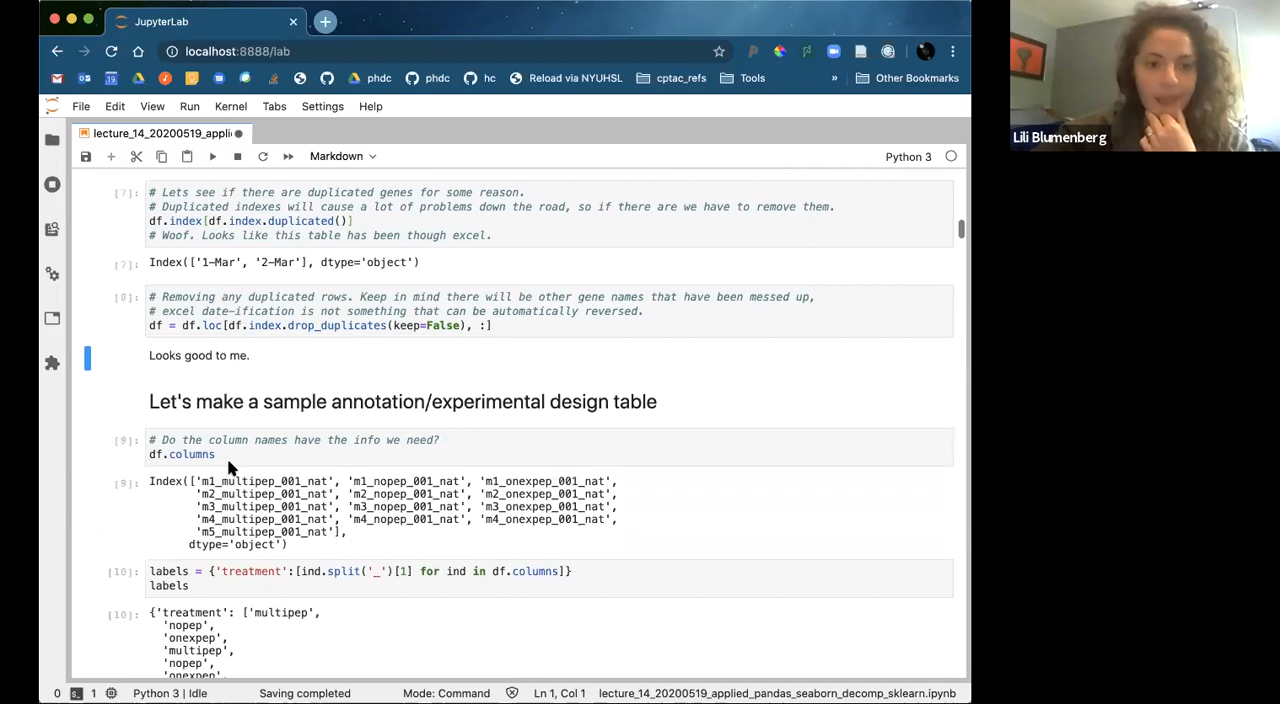 JupyterLab
localhost:8888/lab
phdc
phdc
hc
Reload via NYUHSL
cptac_refs
Tools
»
Other Bookmarks
File Edit View Run Kernel Tabs Settings Help
lecture_14_20200519_appli
Markdown
Python 3
[7]: # Lets see if there are duplicated genes for some reason.
# Duplicated indexes will cause a lot of problems down the road, so if there are we have to remove them.
df.index[df.index.duplicated()]
# Woof. Looks like this table has been though excel.
[7]: Index(['1-Mar', '2-Mar'], dtype='object')
[8]: # Removing any duplicated rows. Keep in mind there will be other gene names that have been messed up,
# excel date-ification is not something that can be automatically reversed.
df = df.loc[df.index.drop_duplicates(keep=False), :]
Looks good to me.
Let's make a sample annotation/experimental design table
[9]: # Do the column names have the info we need?
df.columns
[9]: Index(['m1_multipep_001_nat', 'm1_nopep_001_nat', 'm1_onexpep_001_nat',
'm2_multipep_001_nat', 'm2_nopep_001_nat', 'm2_onexpep_001_nat',
'm3_multipep_001_nat', 'm3_nopep_001_nat', 'm3_onexpep_001_nat',
'm4_multipep_001_nat', 'm4_nopep_001_nat', 'm4_onexpep_001_nat',
'm5_multipep_001_nat'],
dtype='object')
[10]: labels = {'treatment':[ind.split('_')[1] for ind in df.columns]}
labels
[10]: {'treatment': ['multipep',
'nopep',
'onexpep',
'multipep',
'nopep',
'onexpep',
0 1 Python 3 | Idle Saving completed Mode: Command Ln 1, Col 1 lecture_14_20200519_applied_pandas_seaborn_decomp_sklearn.ipynb
Lili Blumenberg